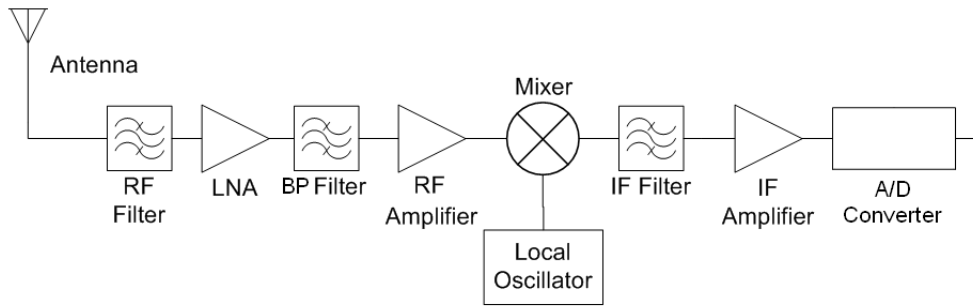 Antenna
RF
Filter
LNA
BP Filter
RF
Amplifier
Mixer
Local
Oscillator
IF Filter
IF
Amplifier
A/D
Converter